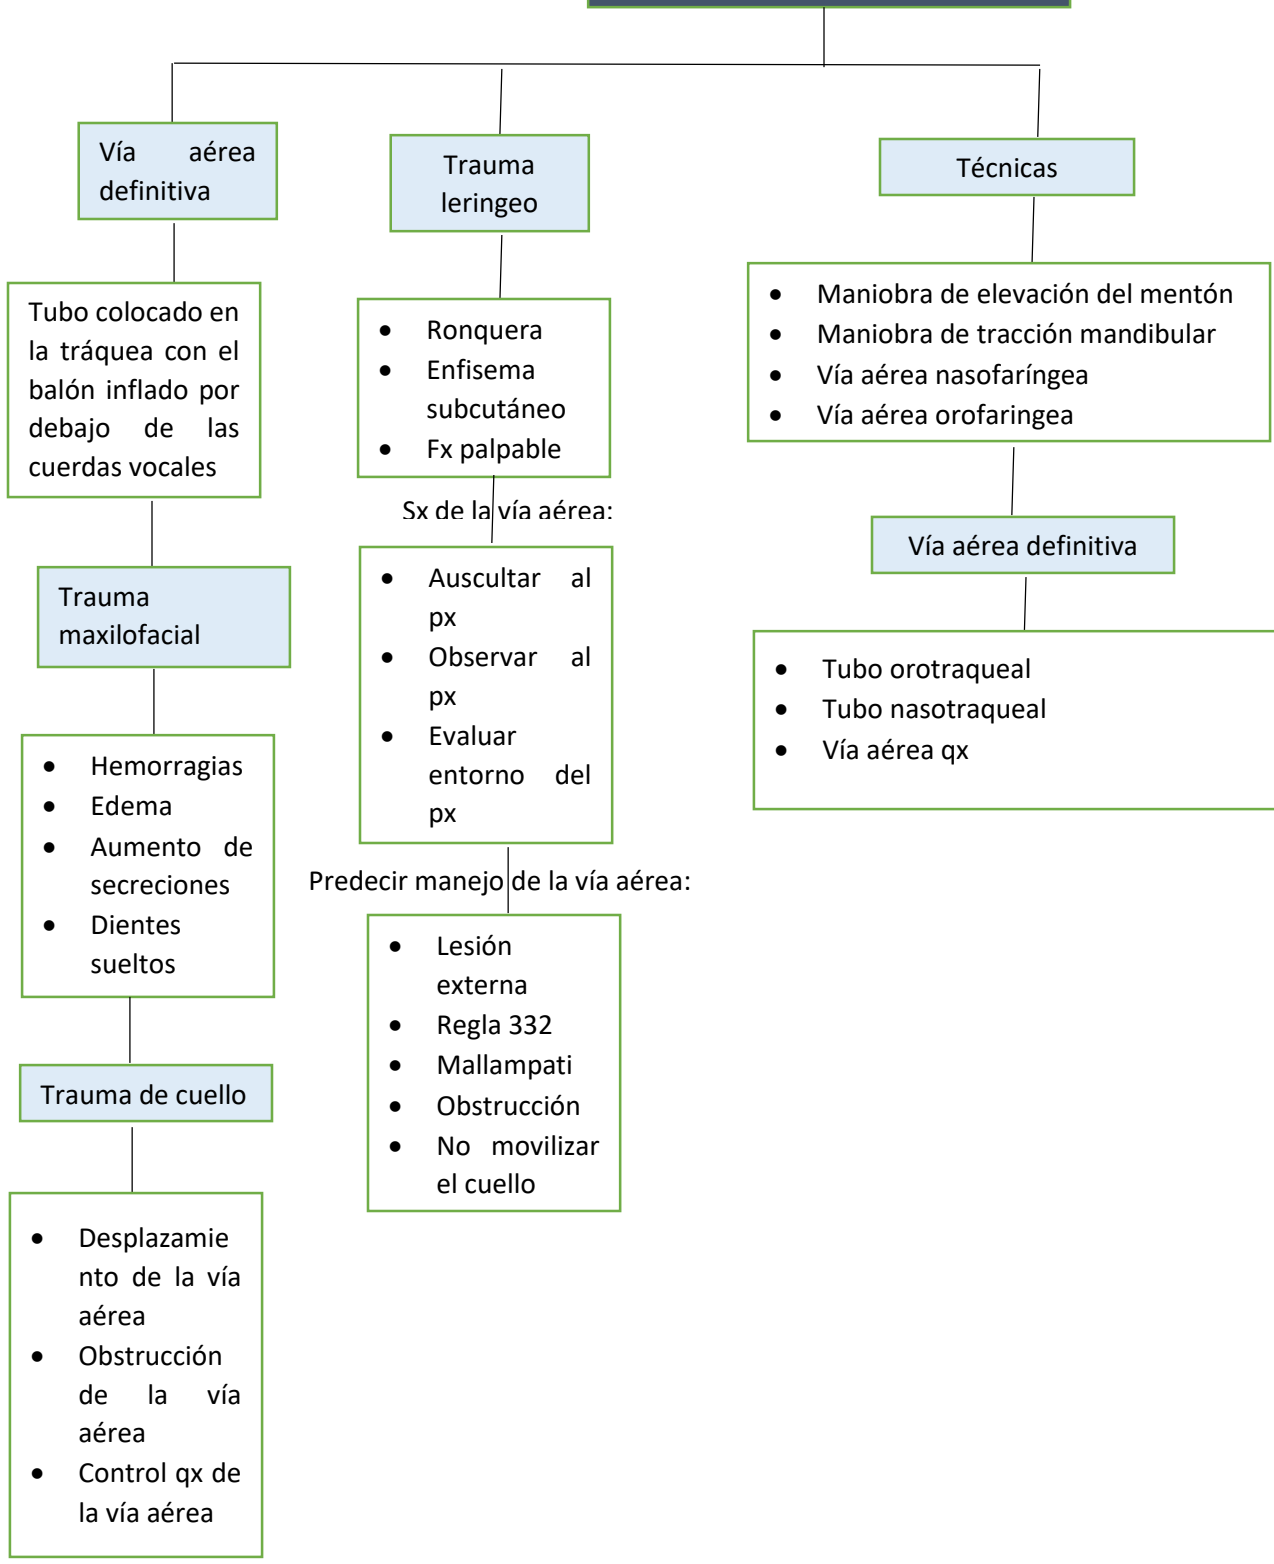 Vía aérea
definitiva
Tubo colocado en
la tráquea con el
balón inflado por
debajo de las
cuerdas vocales
Trauma
maxilofacial
• Hemorragias
• Edema
• Aumento de
secreciones
• Dientes
sueltos
Trauma de cuello
• Desplazamie
nto de la vía
aérea
• Obstrucción
de la vía
aérea
• Control qx de
la vía aérea
Trauma
leringeo
• Ronquera
• Enfisema
subcutáneo
• Fx palpable
Sx de la vía aérea:
• Auscultar al
px
• Observar al
px
• Evaluar
entorno del
px
Predecir manejo de la vía aérea:
• Lesión
externa
• Regla 332
• Mallampati
• Obstrucción
• No movilizar
el cuello
Técnicas
• Maniobra de elevación del mentón
• Maniobra de tracción mandibular
• Vía aérea nasofaríngea
• Vía aérea orofaringea
Vía aérea definitiva
• Tubo orotraqueal
• Tubo nasotraqueal
• Vía aérea qx